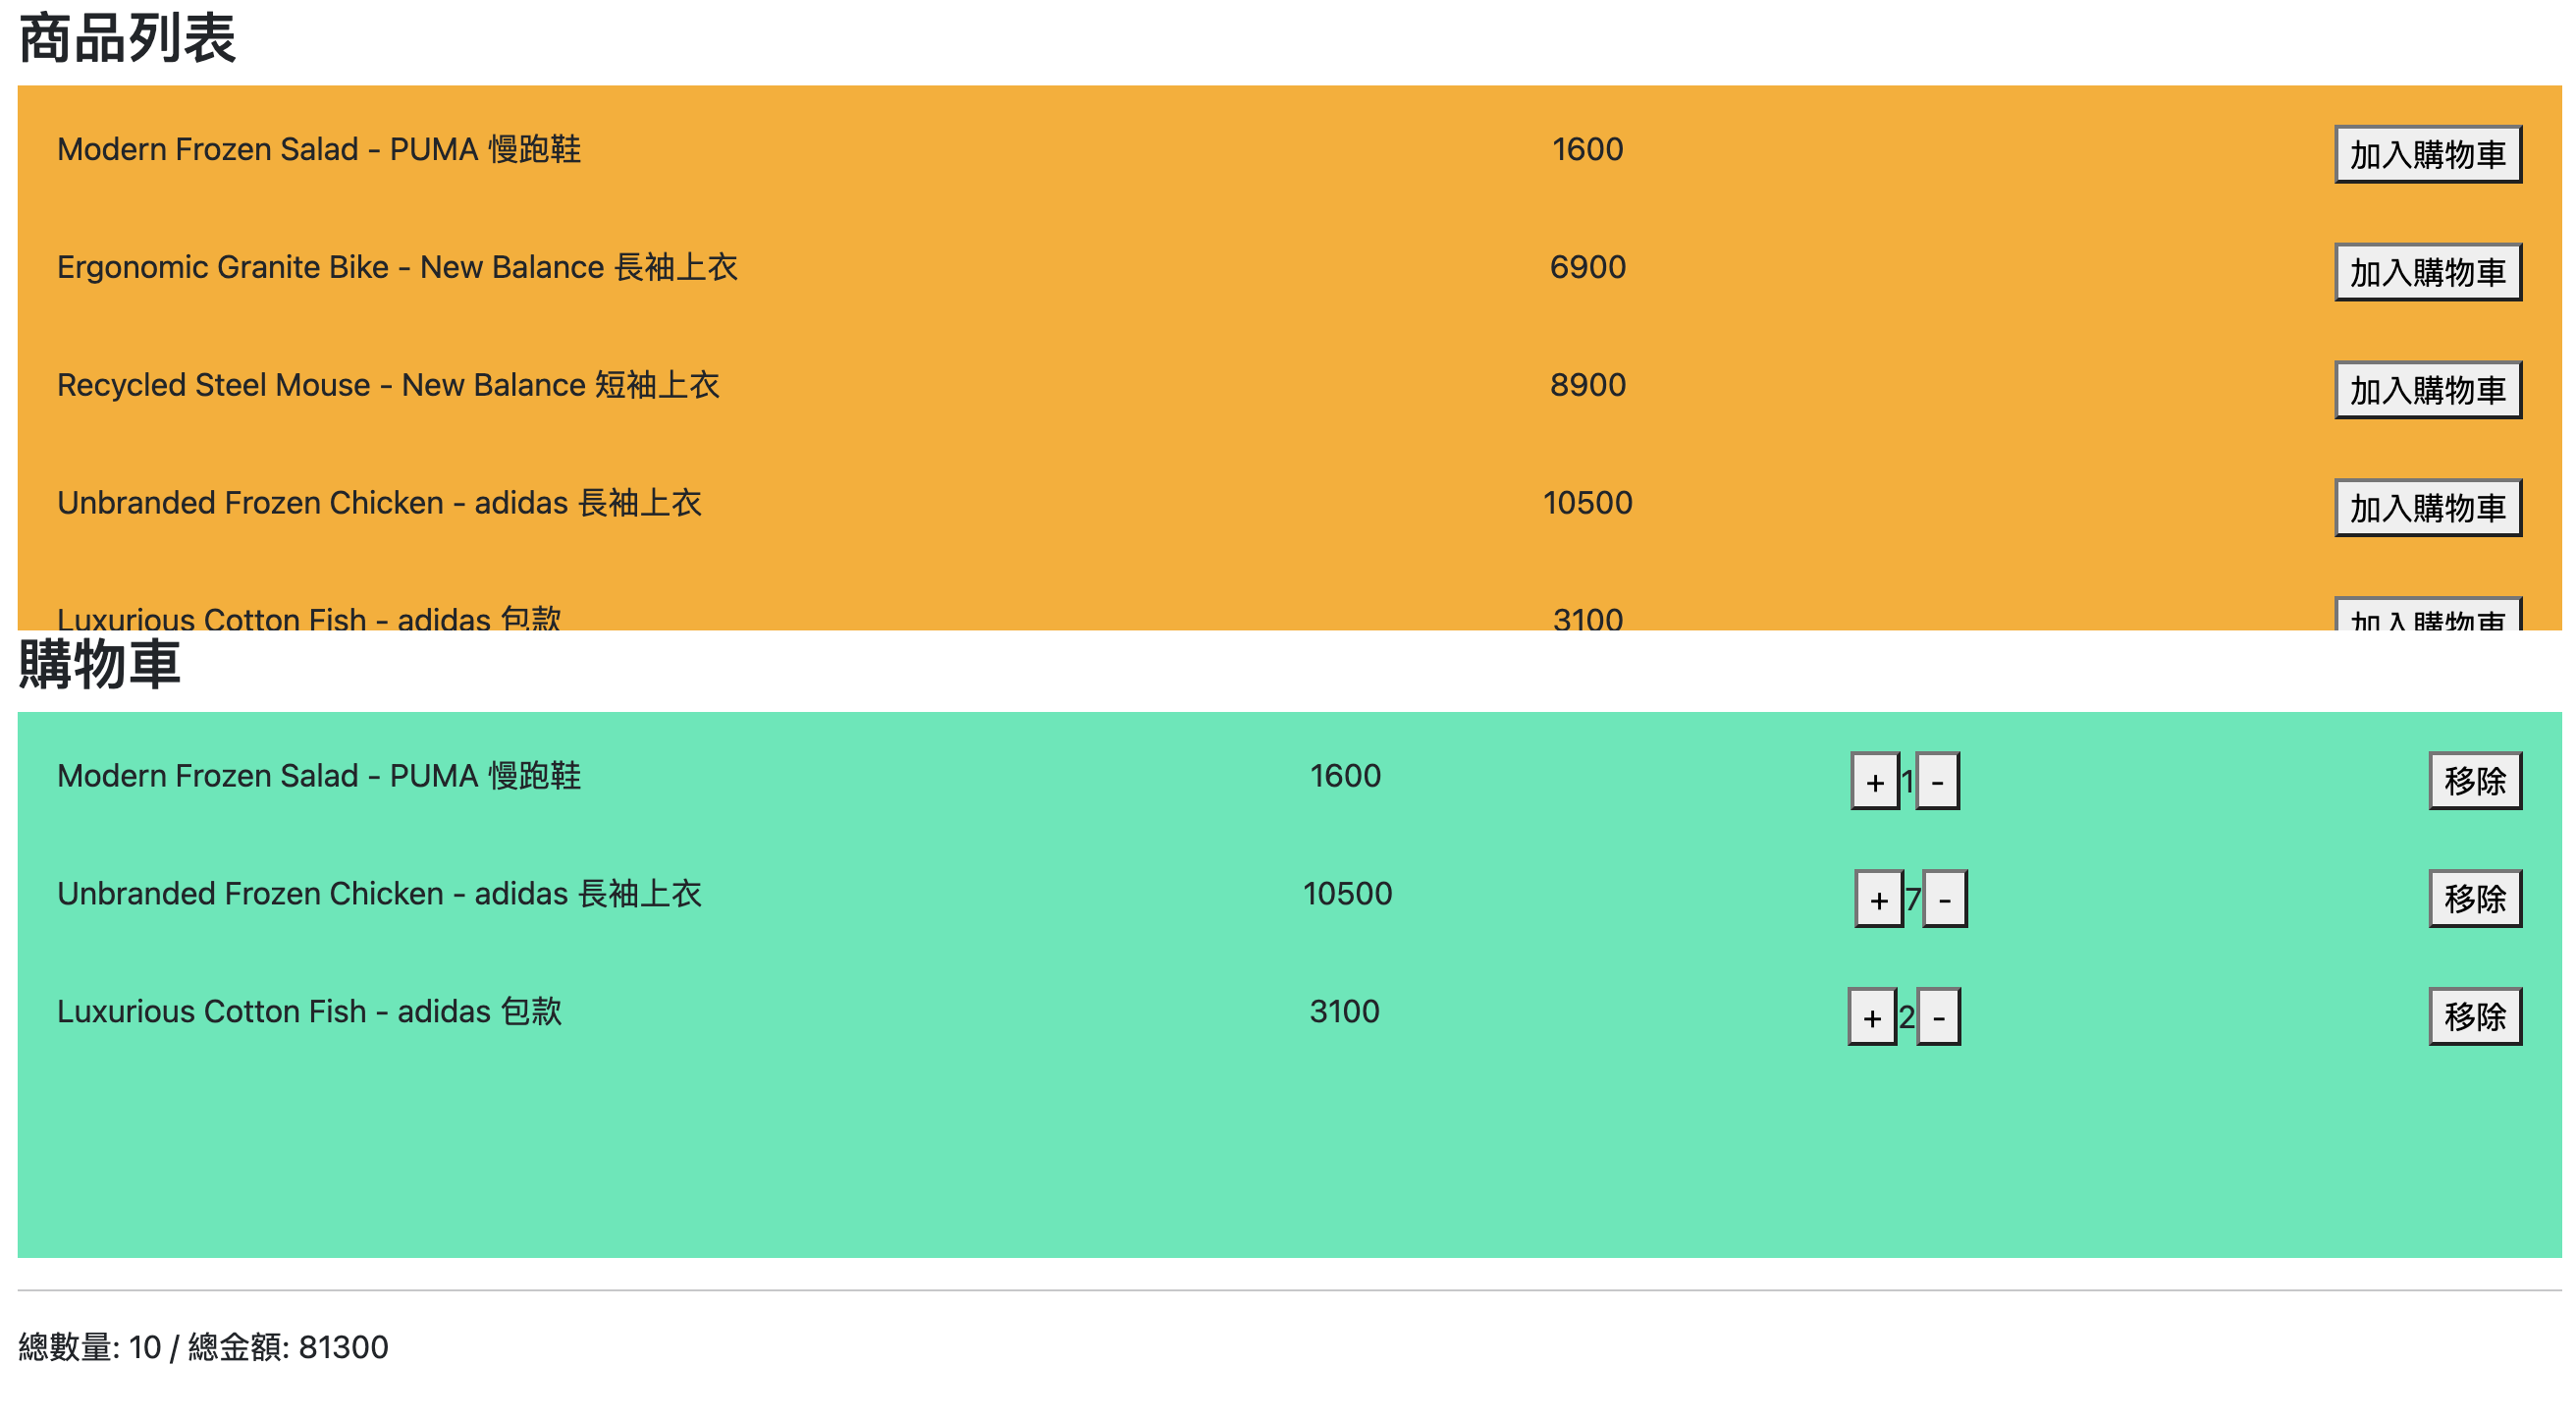 商品列表
Modern Frozen Salad - PUMA 慢跑鞋 1600 加入購物車
Ergonomic Granite Bike - New Balance 長袖上衣 6900 加入購物車
Recycled Steel Mouse - New Balance 短袖上衣 8900 加入購物車
Unbranded Frozen Chicken - adidas 長袖上衣 10500 加入購物車
Luxurious Cotton Fish - adidas 包款 3100 加入購物車
購物車
Modern Frozen Salad - PUMA 慢跑鞋 1600 + 1 - 移除
Unbranded Frozen Chicken - adidas 長袖上衣 10500 + 7 - 移除
Luxurious Cotton Fish - adidas 包款 3100 + 2 - 移除
總數量: 10 / 總金額: 81300